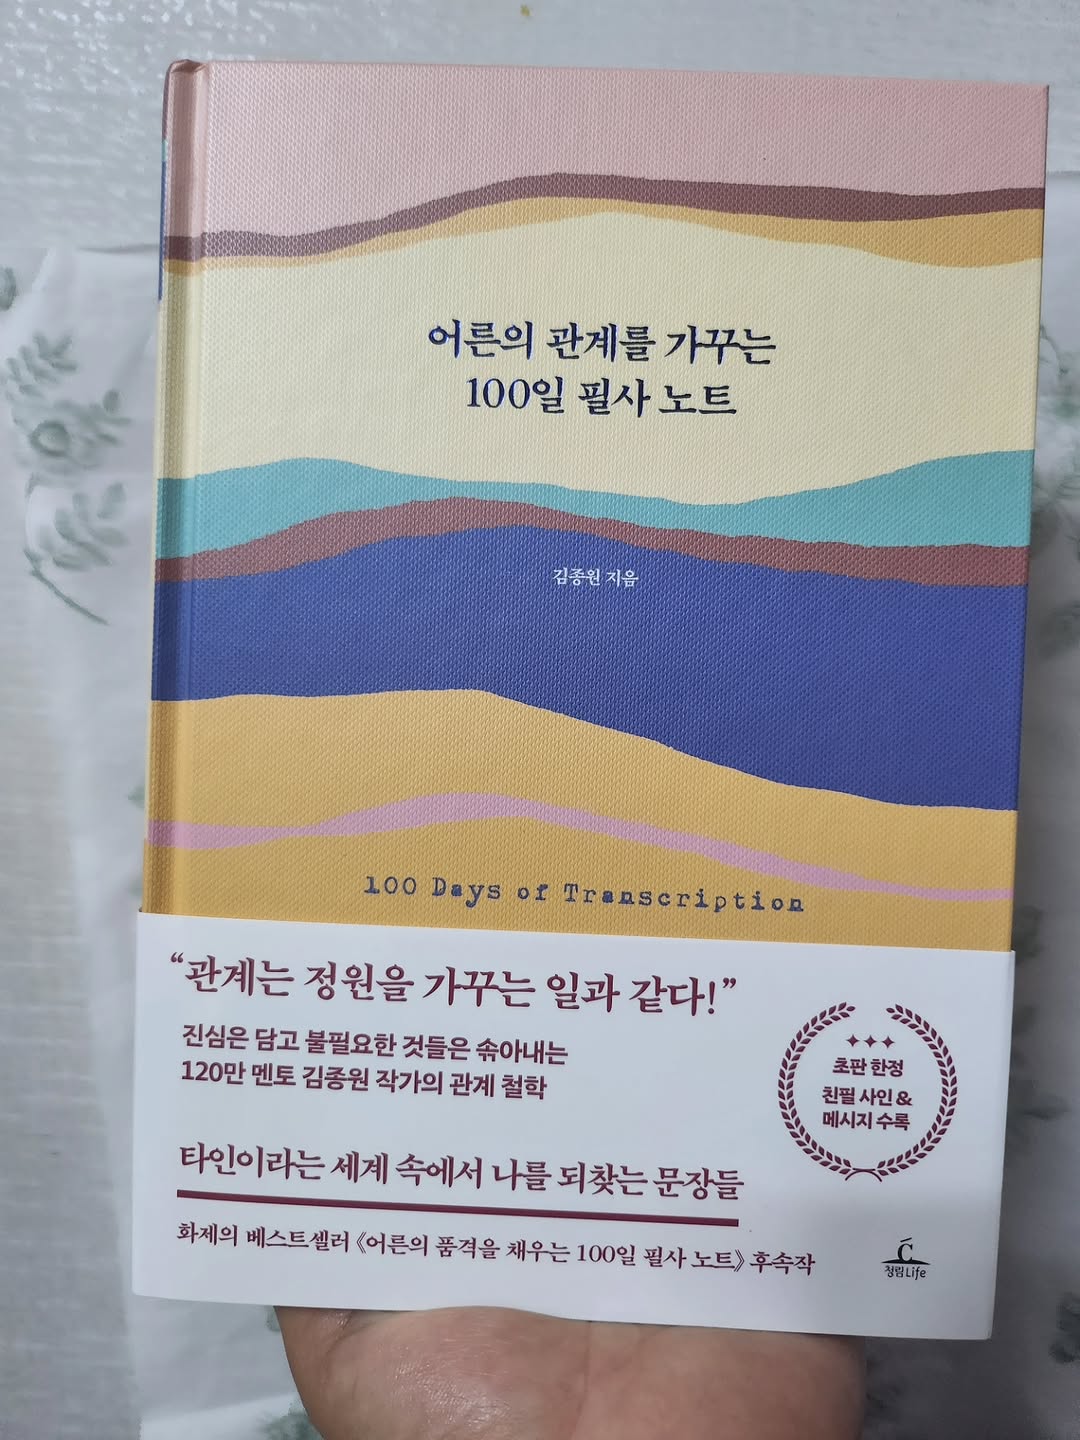 어른의 관계를 가꾸는
100일 필사 노트
김종원 지음
100 Days of Transcription
“관계는 정원을 가꾸는 일과 같다!”
진심은 담고 불필요한 것들은 솎아내는
120만 멘토 김종원 작가의 관계 철학
초판 한정
친필 사인 &
메시지 수록
타인이라는 세계 속에서 나를 되찾는 문장들
화제의 베스트셀러 《어른의 품격을 채우는 100일 필사 노트》 후속작
청림Life